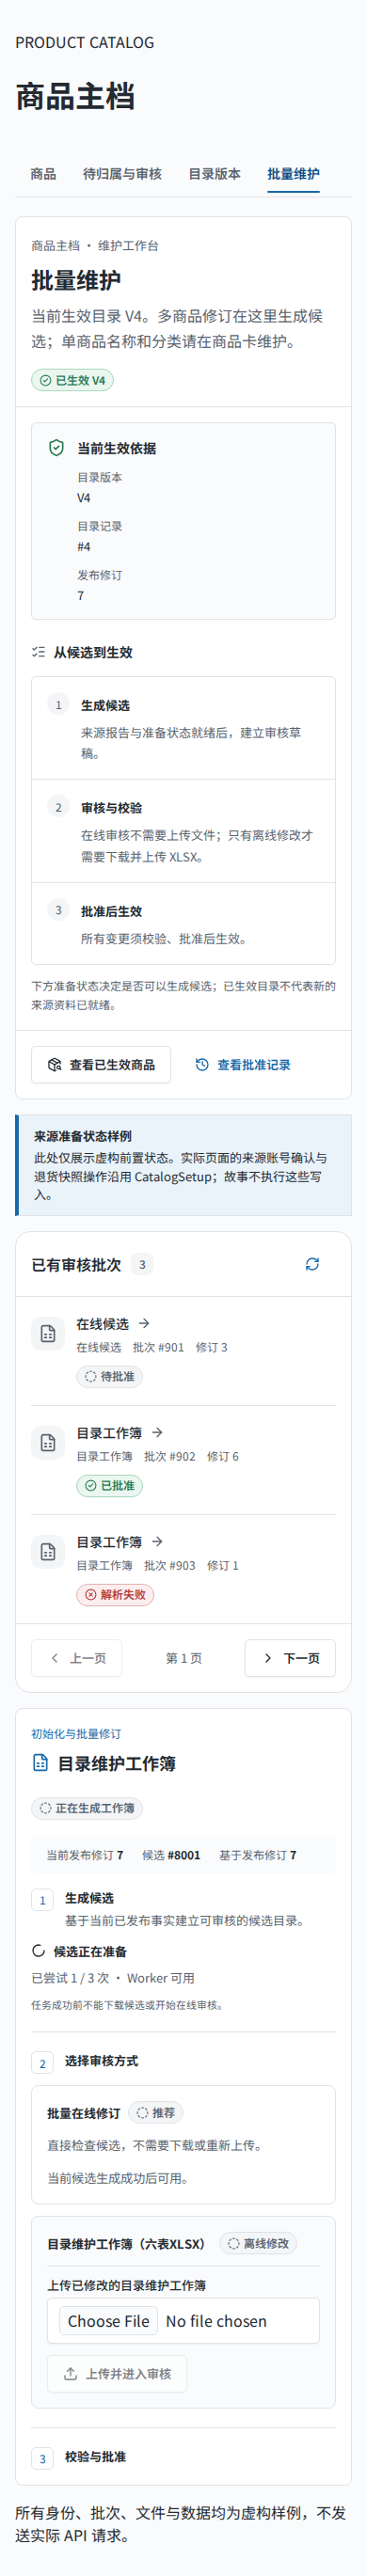 PRODUCT CATALOG
商品主档
商品 待归属与审核 目录版本 批量维护
商品主档 • 维护工作台
批量维护
当前生效目录 V4。多商品修订在这里生成候
选；单商品名称和分类请在商品卡维护。
已生效 V4
当前生效依据
目录版本
V4
目录记录
#4
发布修订
7
从候选到生效
1 生成候选
来源报告与准备状态就绪后，建立审核草
稿。
2 审核与校验
在线审核不需要上传文件；只有离线修改才
需要下载并上传 XLSX。
3 批准后生效
所有变更须校验、批准后生效。
下方准备状态决定是否可以生成候选；已生效目录不代表新的
来源资料已就绪。
查看已生效商品 查看批准记录
来源准备状态样例
此处仅展示虚构前置状态。实际页面的来源账号确认与
退货快照操作沿用 CatalogSetup；故事不执行这些写
入。
已有审核批次 3
在线候选
在线候选 批次 #901 修订 3
待批准
目录工作簿
目录工作簿 批次 #902 修订 6
已批准
目录工作簿
目录工作簿 批次 #903 修订 1
解析失败
上一页 第 1 页 下一页
初始化与批量修订
目录维护工作簿
正在生成工作簿
当前发布修订 7 候选 #8001 基于发布修订 7
1 生成候选
基于当前已发布事实建立可审核的候选目录。
候选正在准备
已尝试 1 / 3 次 • Worker 可用
任务成功前不能下载候选或开始在线审核。
2 选择审核方式
批量在线修订 推荐
直接检查候选，不需要下载或重新上传。
当前候选生成成功后可用。
目录维护工作簿（六表XLSX） 离线修改
上传已修改的目录维护工作簿
Choose File No file chosen
上传并进入审核
3 校验与批准
所有身份、批次、文件与数据均为虚构样例，不发
送实际 API 请求。